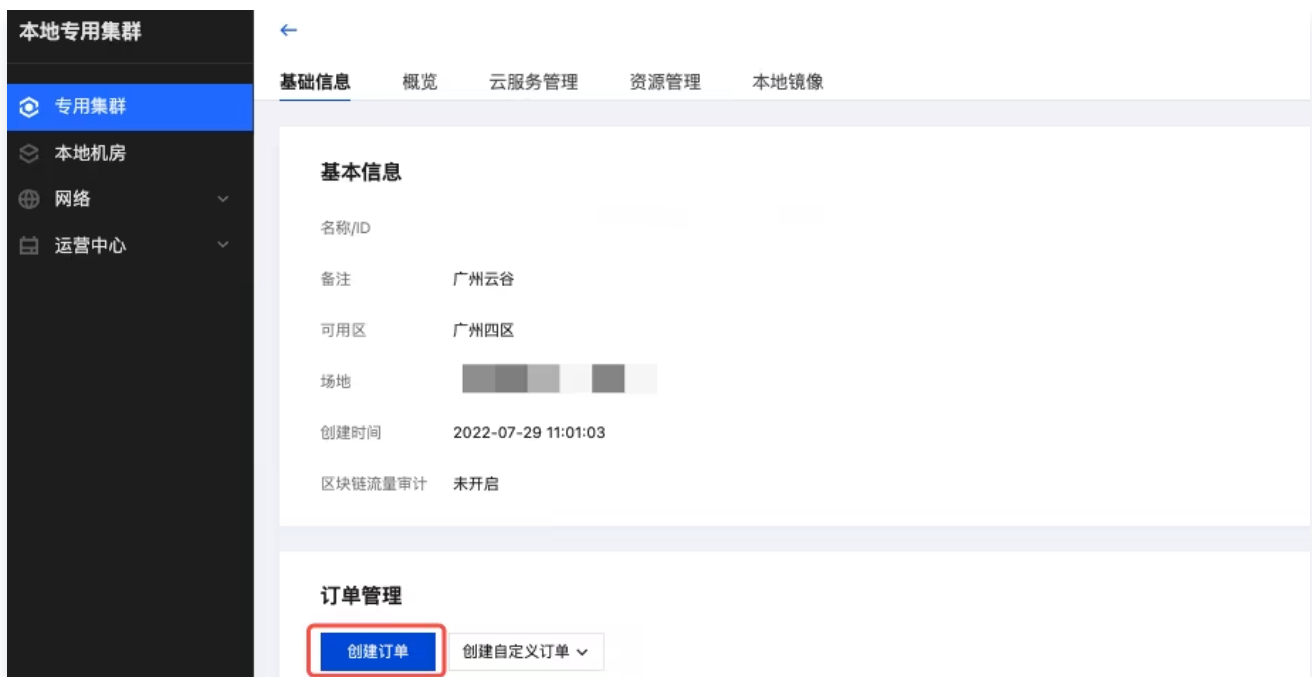 本地专用集群
专用集群
本地机房
网络
运营中心
基础信息 概览 云服务管理 资源管理 本地镜像
基本信息
名称/ID
备注 广州云谷
可用区 广州四区
场地
创建时间 2022-07-29 11:01:03
区块链流量审计 未开启
订单管理
创建订单 创建自定义订单